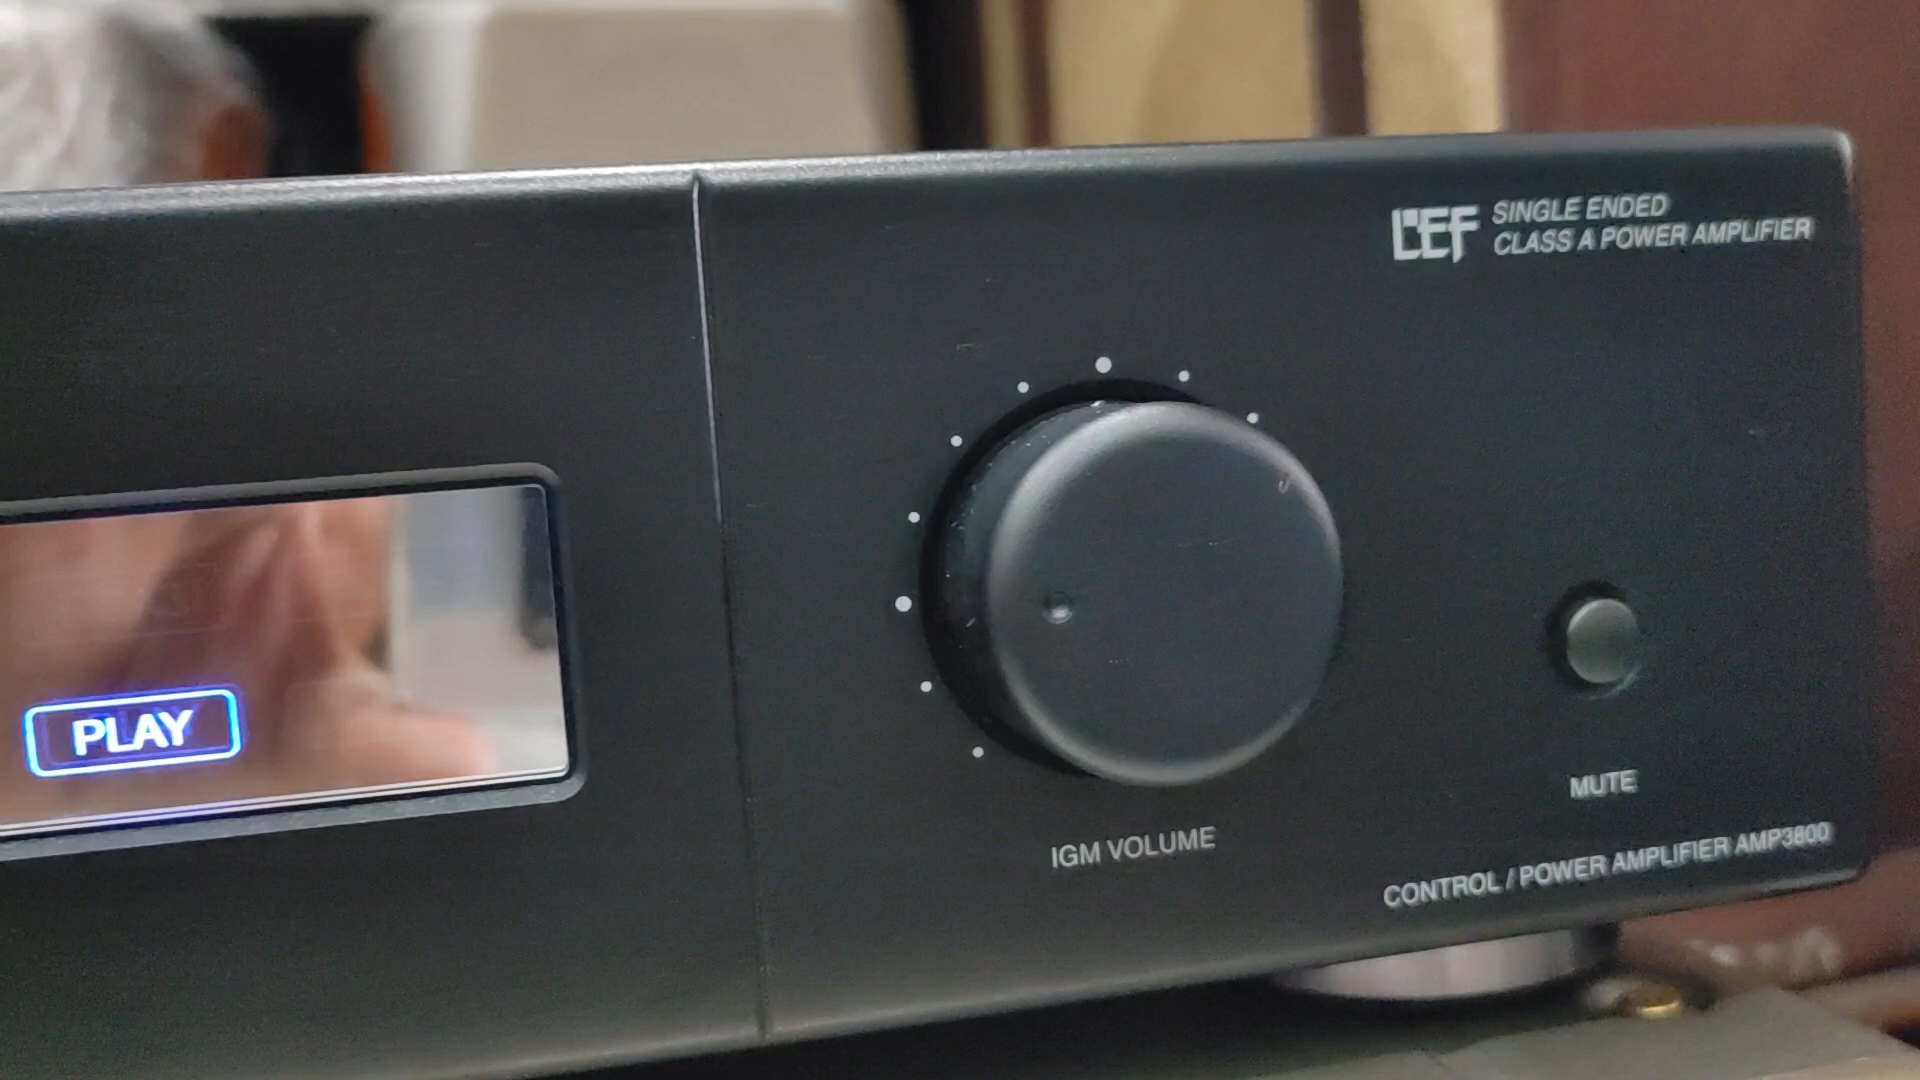 LEF SINGLE ENDED
CLASS A POWER AMPLIFIER
PLAY
IGM VOLUME
MUTE
CONTROL / POWER AMPLIFIER AMP3800